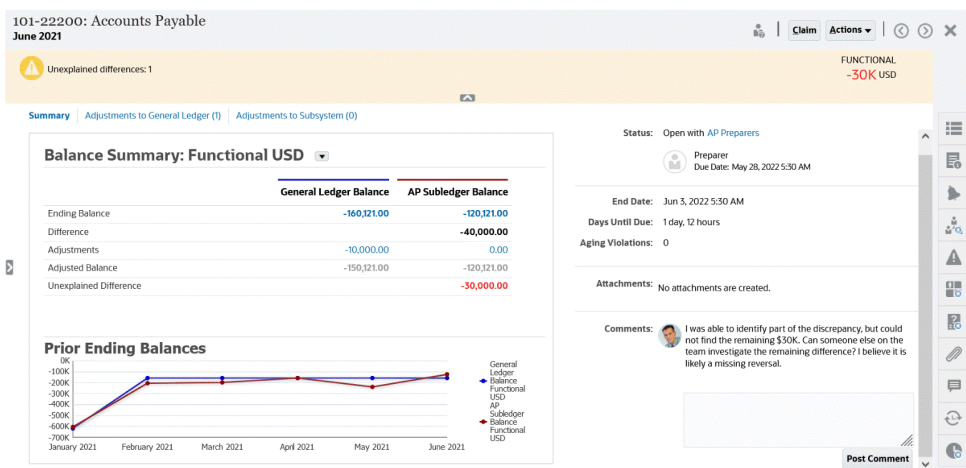 101-22200: Accounts Payable
June 2021
Claim
Actions
Unexplained differences: 1
FUNCTIONAL
-30K USD
Summary
Adjustments to General Ledger (1)
Adjustments to Subsystem (0)
Balance Summary: Functional USD
General Ledger Balance AP Subledger Balance
Ending Balance -160,121.00 -120,121.00
Difference -40,000.00
Adjustments -10,000.00 0.00
Adjusted Balance -150,121.00 -120,121.00
Unexplained Difference -30,000.00
Prior Ending Balances
0K
-100K
-200K
-300K
-400K
-500K
-600K
-700K
January 2021 February 2021 March 2021 April 2021 May 2021 June 2021
General
Ledger
Balance
Functional
USD
AP
Subledger
Balance
Functional
USD
Status: Open with AP Preparers
Preparer
Due Date: May 28, 2022 5:30 AM
End Date: Jun 3, 2022 5:30 AM
Days Until Due: 1 day, 12 hours
Aging Violations: 0
Attachments: No attachments are created.
Comments: I was able to identify part of the discrepancy, but could
not find the remaining $30K. Can someone else on the
team investigate the remaining difference? I believe it is
likely a missing reversal.
Post Comment